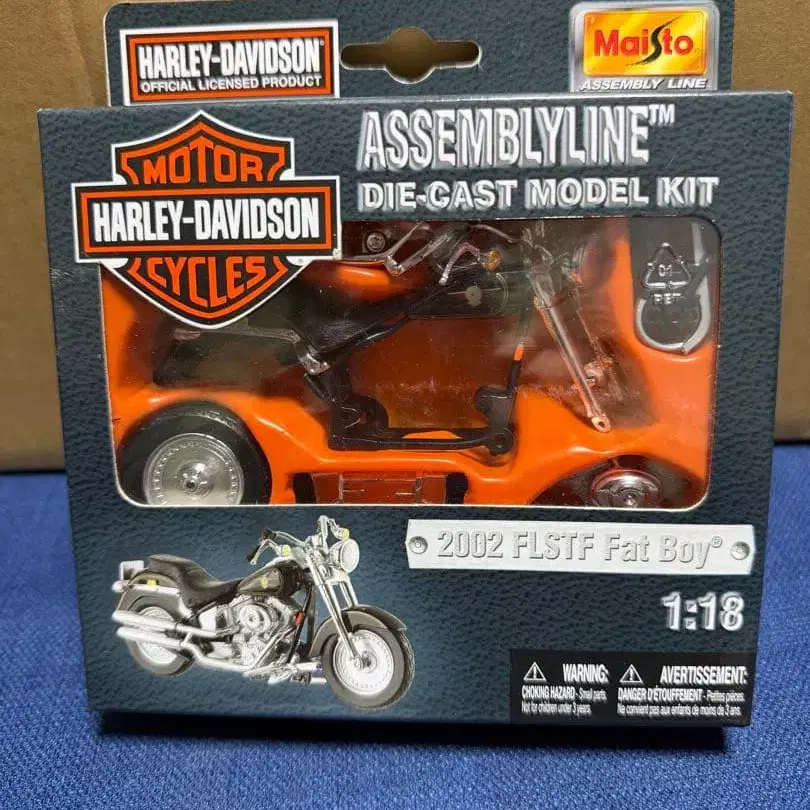 HARLEY-DAVIDSON®
OFFICIAL LICENSED PRODUCT
Maisto
ASSEMBLY LINE
MOTOR
HARLEY-DAVIDSON
CYCLES
®
ASSEMBLYLINE™
DIE-CAST MODEL KIT
01
PET
2002 FLSTF Fat Boy®
1:18
WARNING:
CHOKING HAZARD - Small parts
Not for children under 3 years.
AVERTISSEMENT:
DANGER D'ÉTOUFFEMENT - Petites pièces.
Ne convient pas aux enfants de moins de 3 ans.